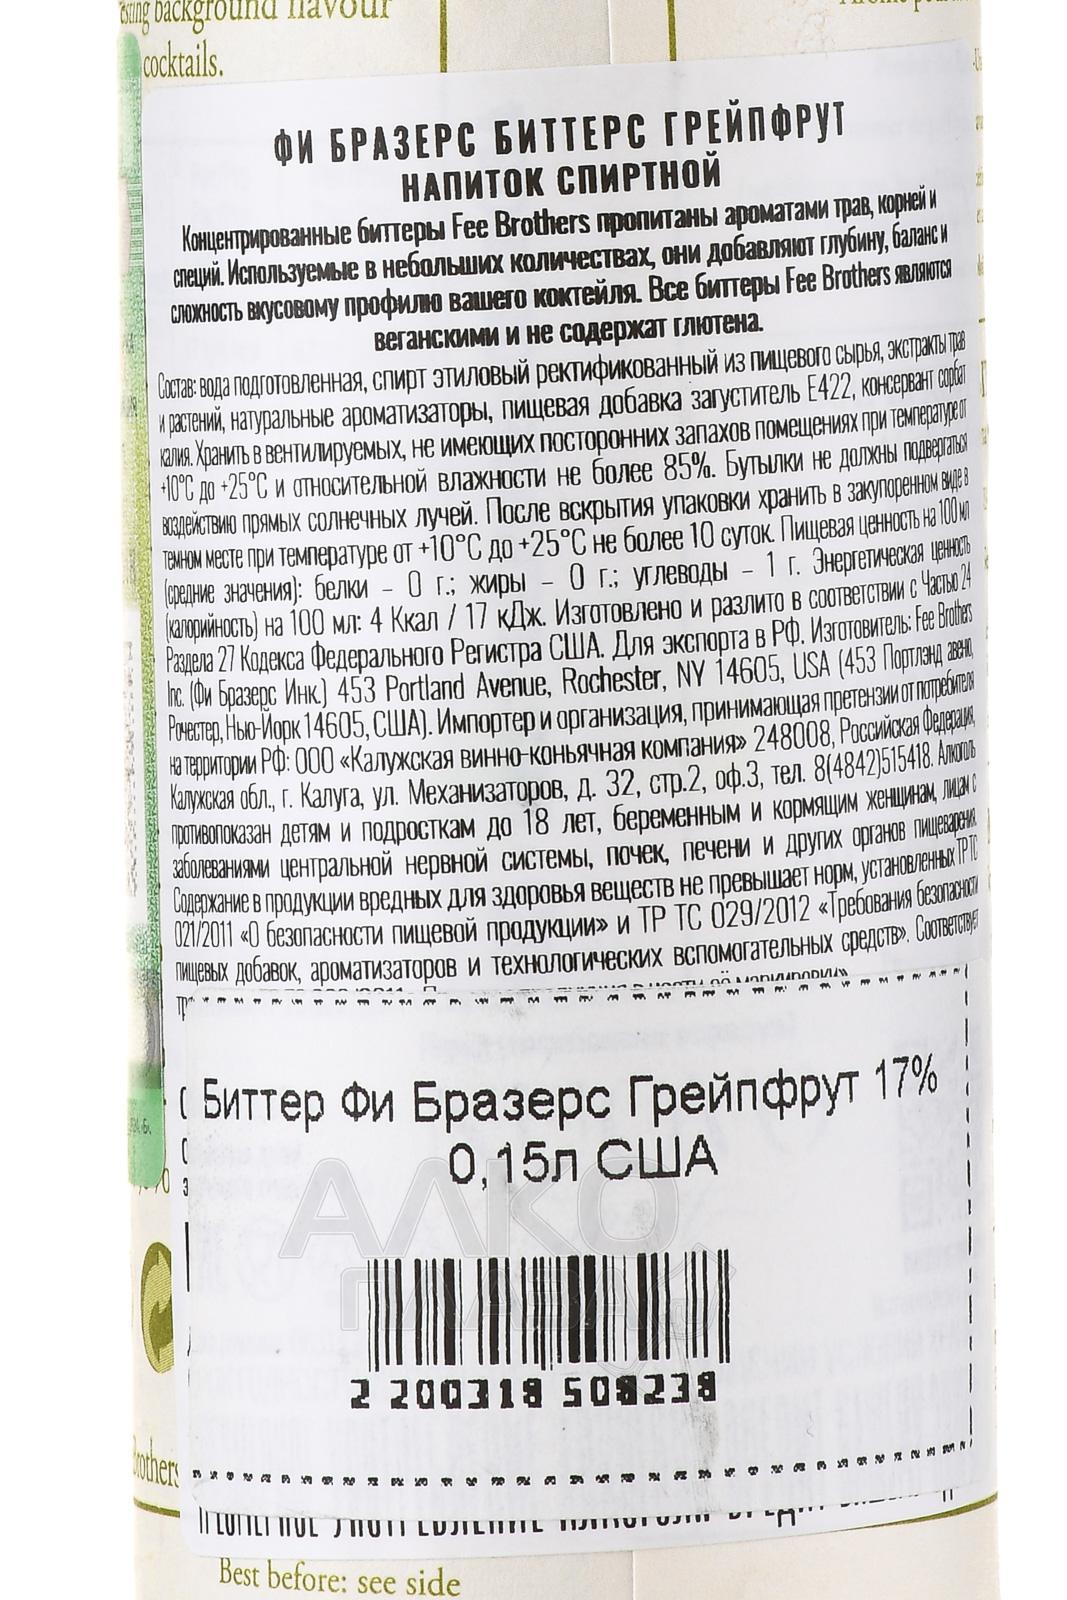 background flavour
cocktails.
ФИ БРАЗЕРС БИТТЕРС ГРЕЙПФРУТ
НАПИТОК СПИРТНОЙ
Концентрированные биттеры Fee Brothers пропитаны ароматами трав, корней и
специй. Используемые в небольших количествах, они добавляют глубину, баланс и
сложность вкусовому профилю вашего коктейля. Все биттеры Fee Brothers являются
веганскими и не содержат глютена.
Состав: вода подготовленная, спирт этиловый ректификованный из пищевого сырья, экстракты трав
и растений, натуральные ароматизаторы, пищевая добавка загуститель Е422, консервант сорбат
калия. Хранить в вентилируемых, не имеющих посторонних запахов помещениях при температуре от
+10°С до +25°С и относительной влажности не более 85%. Бутылки не должны подвергаться
воздействию прямых солнечных лучей. После вскрытия упаковки хранить в закупоренном виде в
темном месте при температуре от +10°С до +25°С не более 10 суток. Пищевая ценность на 100 мл
(средние значения): белки – 0 г.; жиры – 0 г.; углеводы – 1 г. Энергетическая ценность
(калорийность) на 100 мл: 4 Ккал / 17 кДж. Изготовлено и разлито в соответствии с Частью 24
Раздела 27 Кодекса Федерального Регистра США. Для экспорта в РФ. Изготовитель: Fee Brothers
Inc. (Фи Бразерс Инк.) 453 Portland Avenue, Rochester, NY 14605, USA (453 Портлэнд авеню,
Рочестер, Нью-Йорк 14605, США). Импортер и организация, принимающая претензии от потребителя
на территории РФ: ООО «Калужская винно-коньячная компания» 248008, Российская Федерация,
Калужская обл., г. Калуга, ул. Механизаторов, д. 32, стр.2, оф.3, тел. 8(4842)515418. Алкоголь
противопоказан детям и подросткам до 18 лет, беременным и кормящим женщинам, лицам с
заболеваниями центральной нервной системы, почек, печени и других органов пищеварения.
Содержание в продукции вредных для здоровья веществ не превышает норм, установленных ТР ТС
021/2011 «О безопасности пищевой продукции» и ТР ТС 029/2012 «Требования безопасности
пищевых добавок, ароматизаторов и технологических вспомогательных средств». Соответствует
Биттер Фи Бразерс Грейпфрут 17%
0,15л США
АЛКО
ПЛАЗА
2 200318 508238
Brothers
Best before: see side